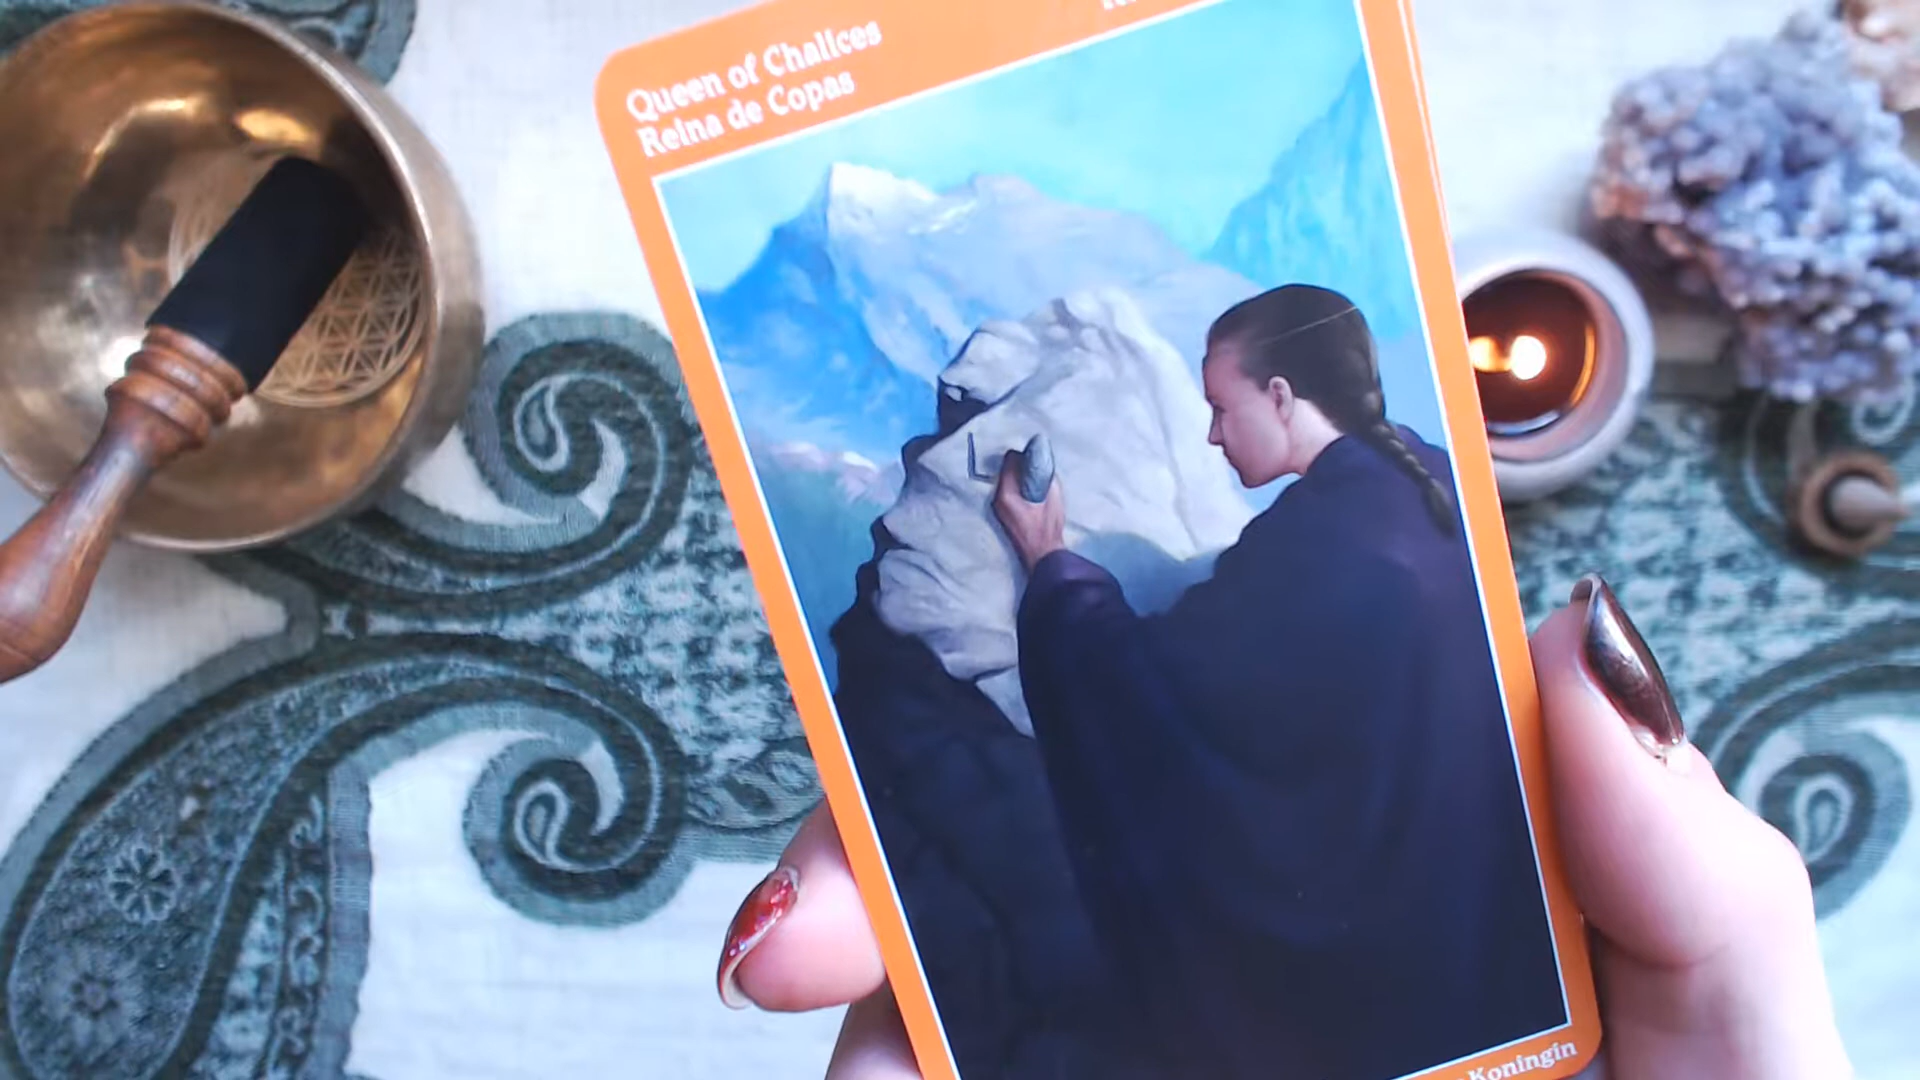 Queen of Chalices
Reina de Copas
Koningin